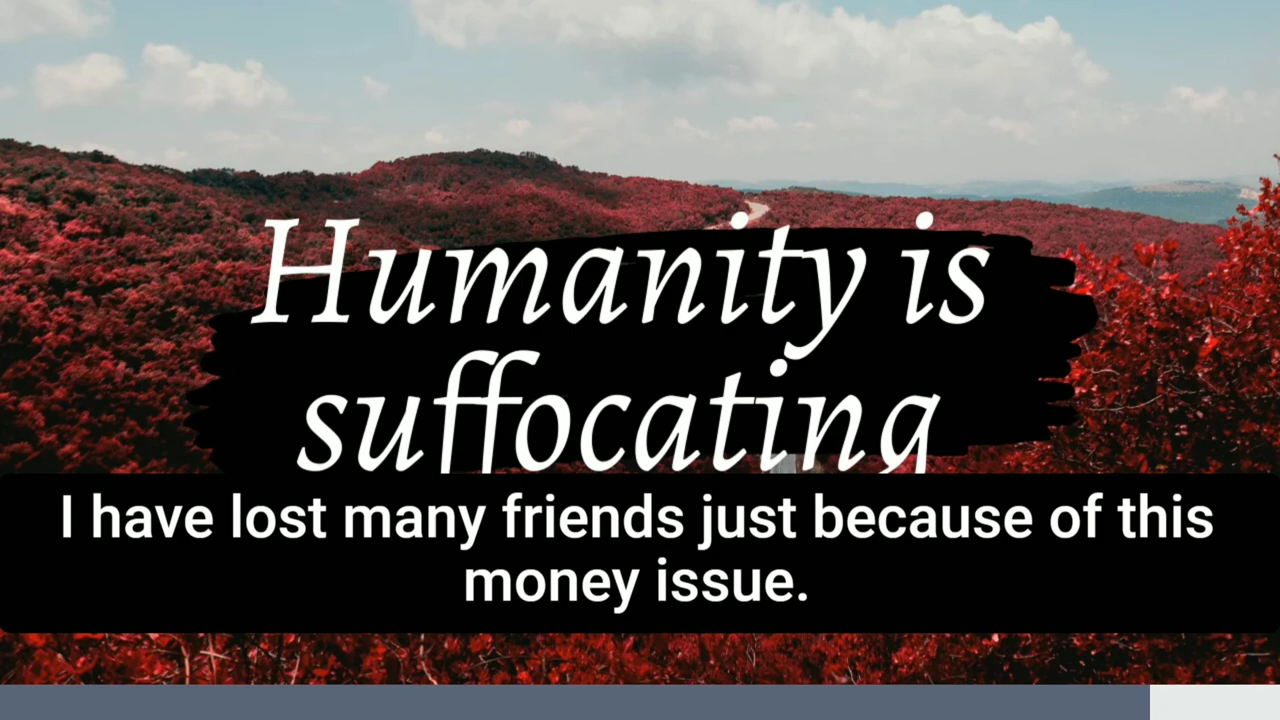 Humanity is
suffocating
I have lost many friends just because of this
money issue.